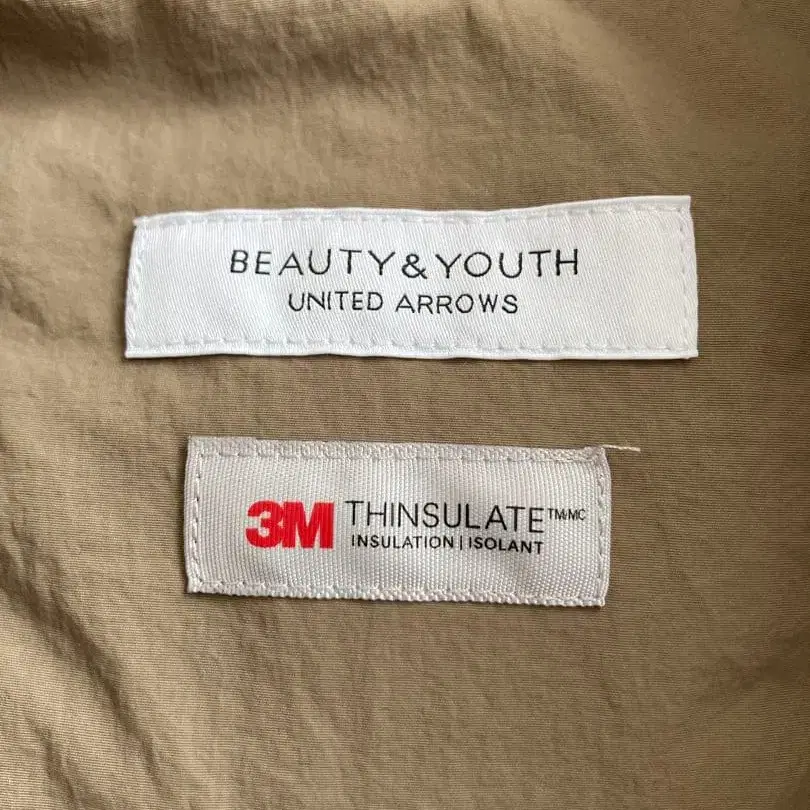 BEAUTY&YOUTH
UNITED ARROWS
3M THINSULATE™/MC
INSULATION | ISOLANT